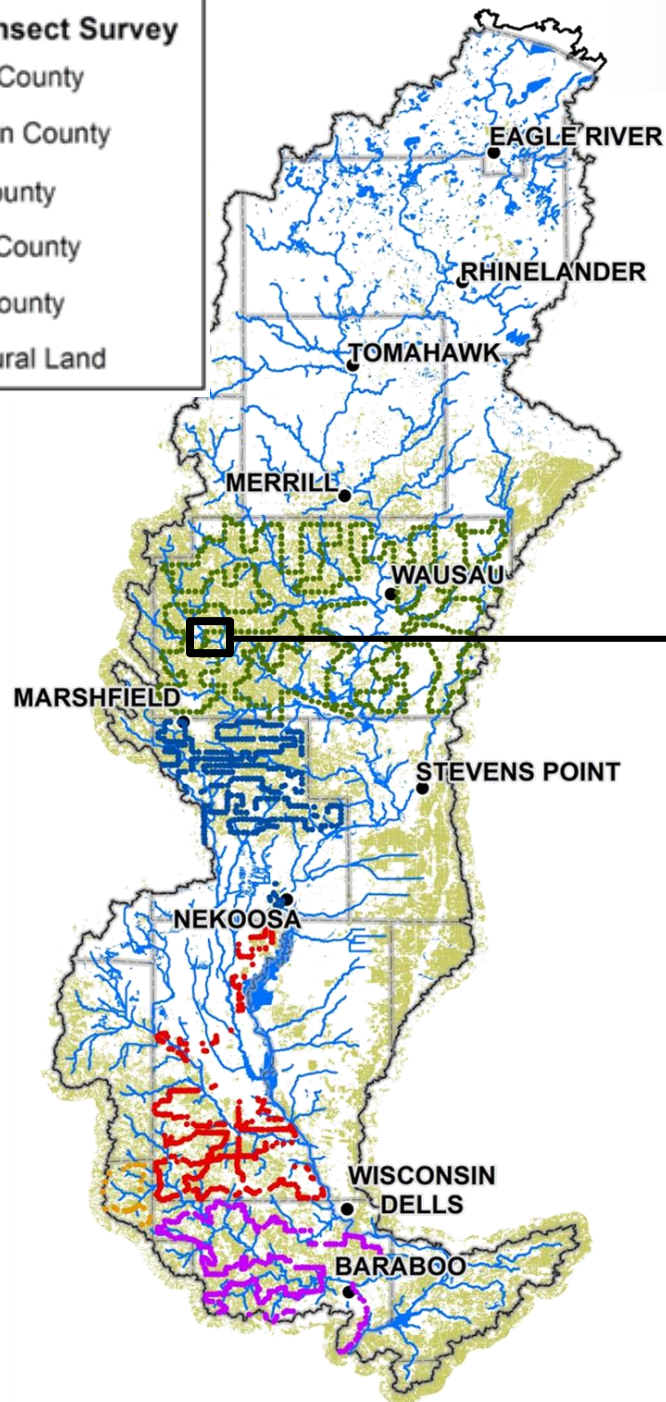 nsect Survey
County
n County
unty
County
ounty
ural Land
EAGLE RIVER
RHINELANDER
TOMAHAWK
MERRILL
WAUSAU
MARSHFIELD
STEVENS POINT
NEKOOSA
WISCONSIN
DELLS
BARABOO